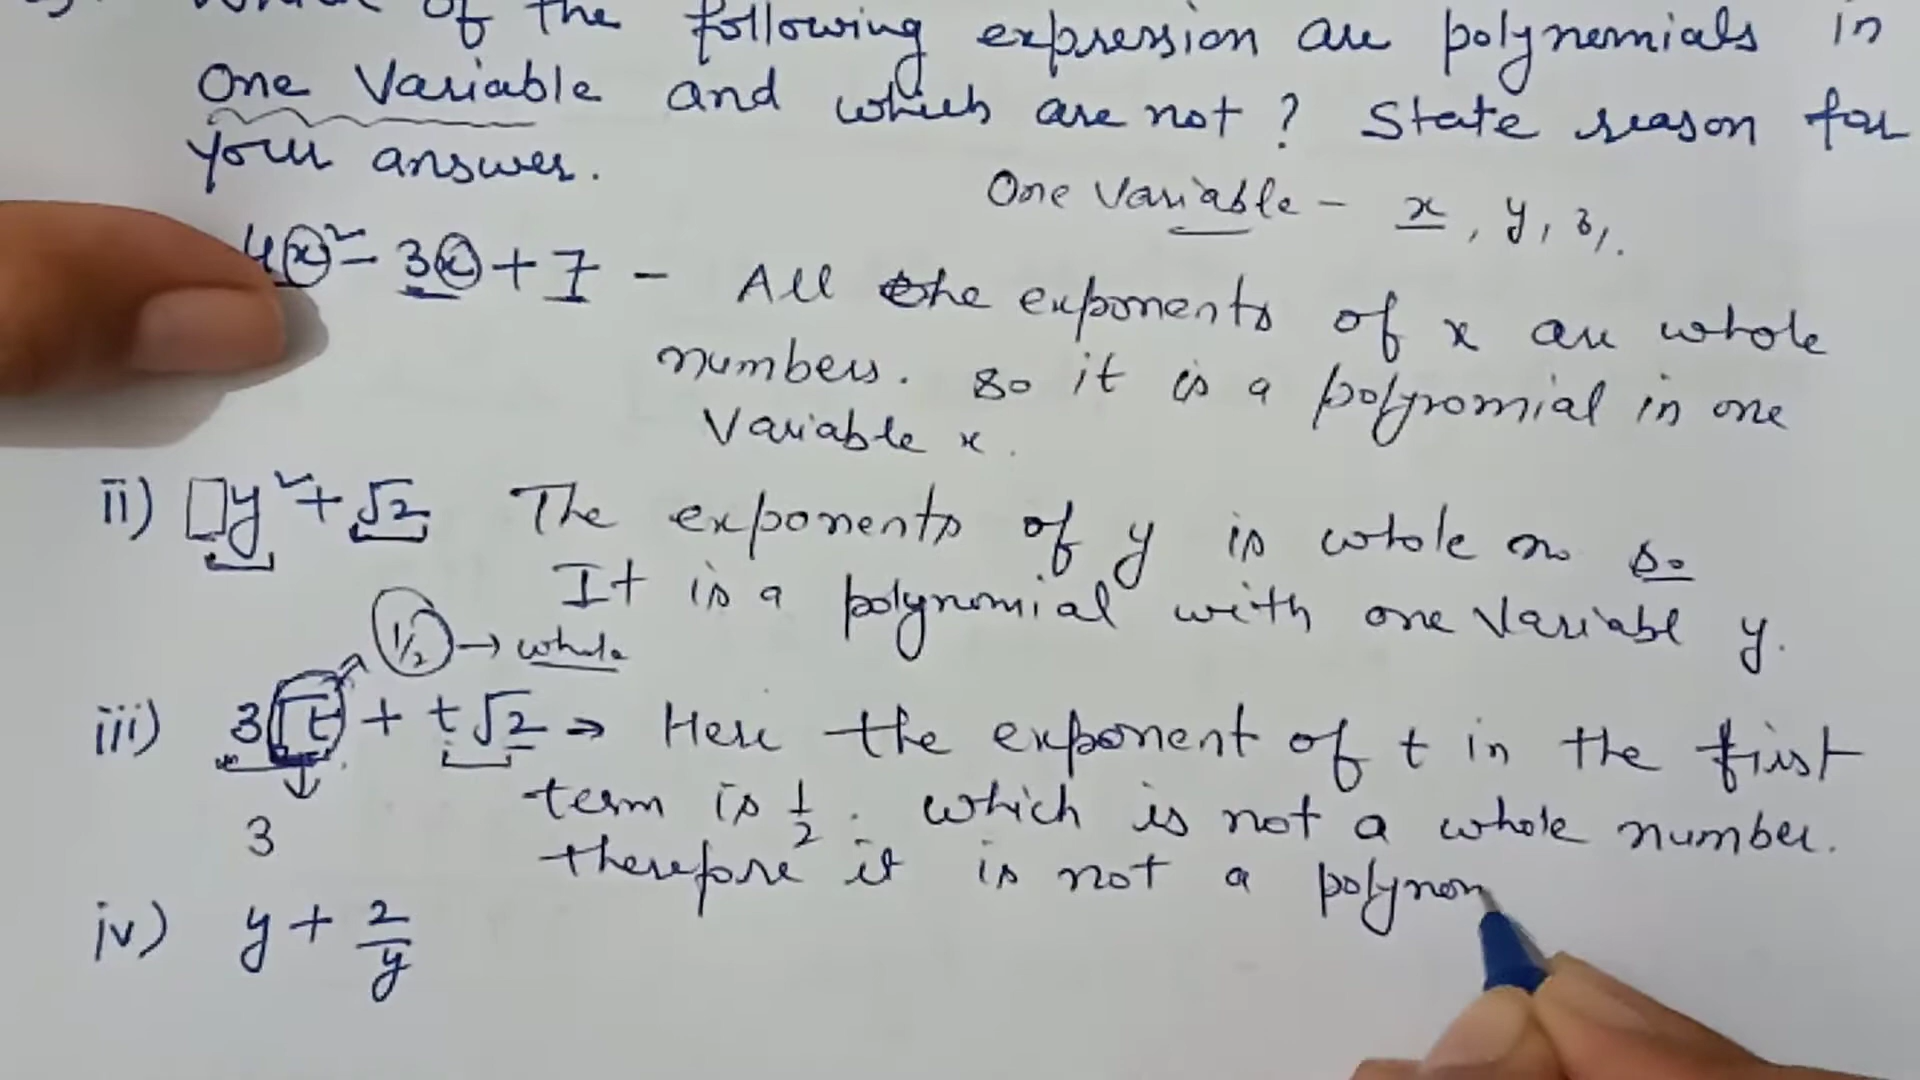 of the following expression are polynemials in
One Variable and which are not ? State reason for
your answer.
One Variable - x, y, z,.
4x² - 3x + 7 - All the exponents of x are whole
numbers. so it is a polynomial in one
Variable x.
ii) □y² + √2 The exponents of y is whole no so
It is a polynomial with one Variabl y.
1/2 → whole
iii) 3√t + t√2 ⇒ Here the exponent of t in the first
term is 1/2. which is not a whole number.
3
therefore it is not a polynom
iv) y + 2/y